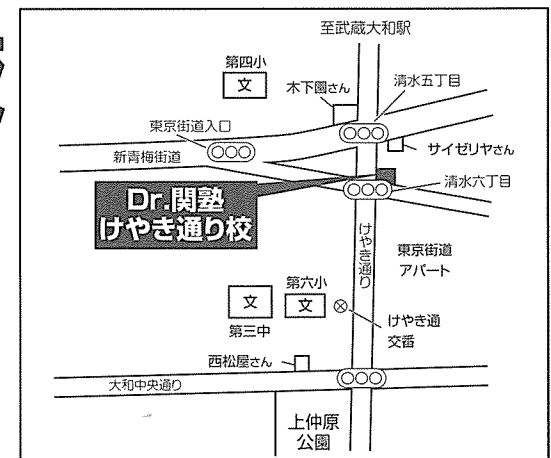 至武蔵大和駅
第四小
文
木下園さん
清水五丁目
東京街道入口
サイゼリヤさん
新青梅街道
清水六丁目
Dr.関塾
けやき通り校
けやき通り
東京街道
アパート
第六小
文
文
第三中
けやき通
交番
西松屋さん
大和中央通り
上仲原
公園